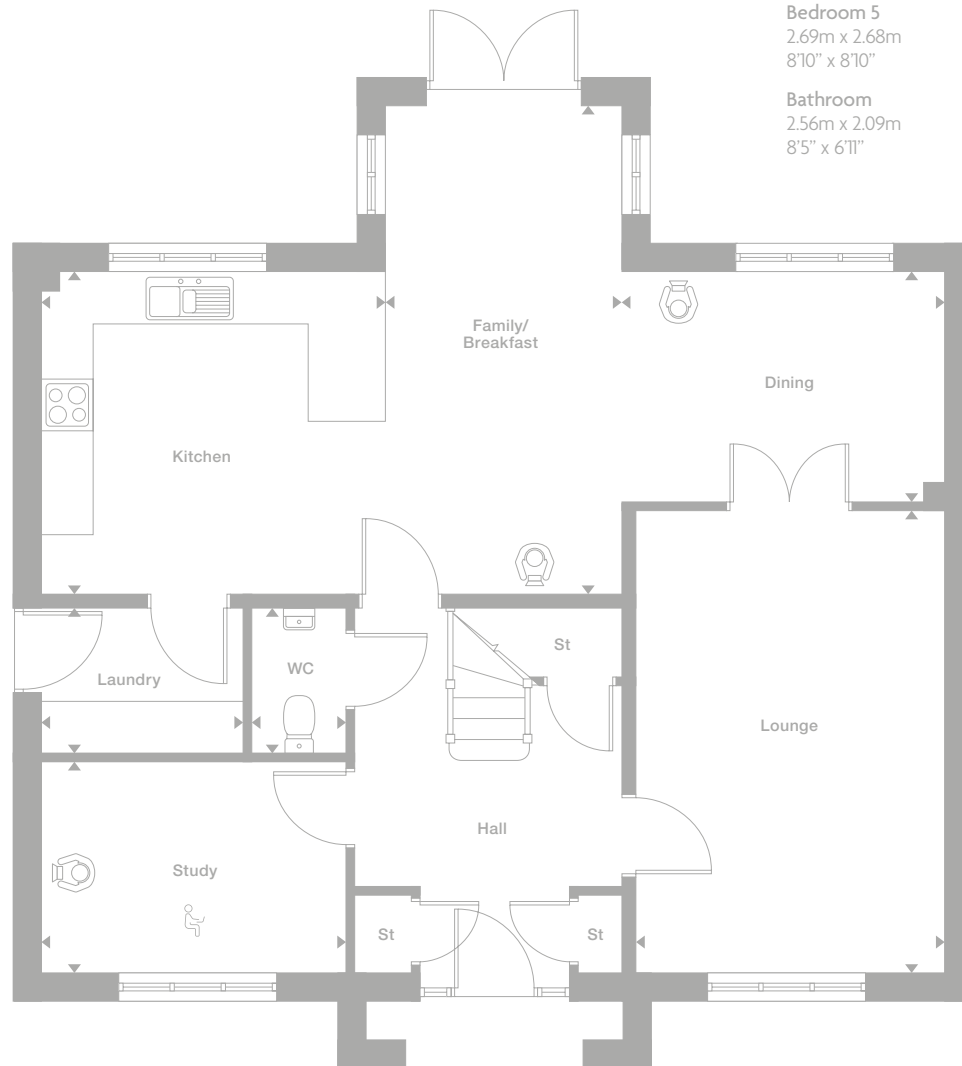 Bedroom 5
2.69m x 2.68m
8'10” x 8'10”
Bathroom
2.56m x 2.09m
8'5” x 6'11”
Family/
Breakfast
Dining
Kitchen
St
WC
Laundry
Lounge
Hall
Study
St
St